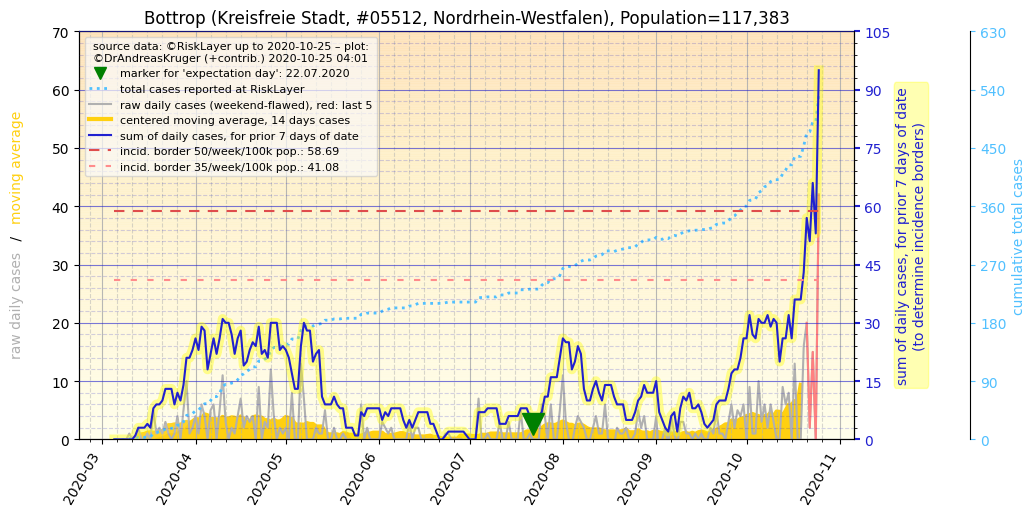 Bottrop (Kreisfreie Stadt, #05512, Nordrhein-Westfalen), Population=117,383
source data: ©RiskLayer up to 2020-10-25 – plot:
©DrAndreasKruger (+contrib.) 2020-10-25 04:01
marker for 'expectation day': 22.07.2020
total cases reported at RiskLayer
raw daily cases (weekend-flawed), red: last 5
centered moving average, 14 days cases
sum of daily cases, for prior 7 days of date
incid. border 50/week/100k pop.: 58.69
incid. border 35/week/100k pop.: 41.08
raw daily cases / moving average
70
60
50
40
30
20
10
0
2020-03
2020-04
2020-05
2020-06
2020-07
2020-08
2020-09
2020-10
2020-11
105
90
75
60
45
30
15
0
sum of daily cases, for prior 7 days of date
(to determine incidence borders)
630
540
450
360
270
180
90
0
cumulative total cases